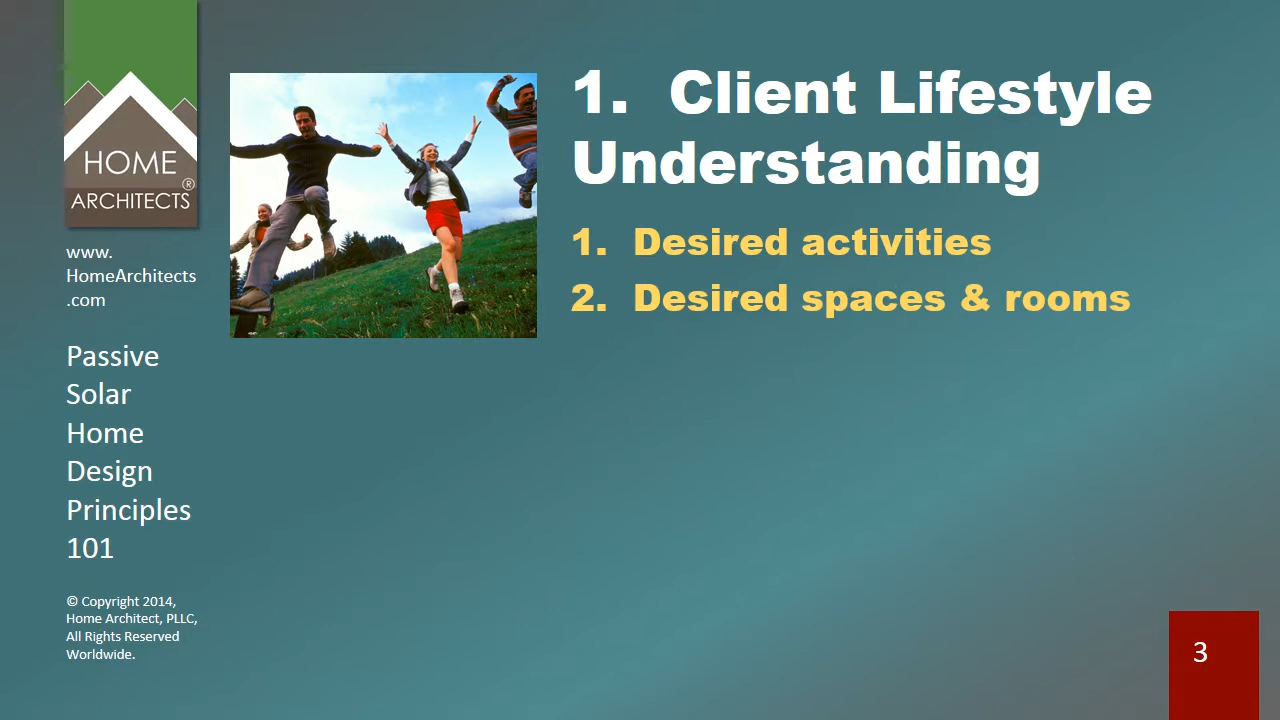 HOME
ARCHITECTS®
www.
HomeArchitects
.com
Passive
Solar
Home
Design
Principles
101
© Copyright 2014,
Home Architect, PLLC,
All Rights Reserved
Worldwide.
1. Client Lifestyle
Understanding
1. Desired activities
2. Desired spaces & rooms
3